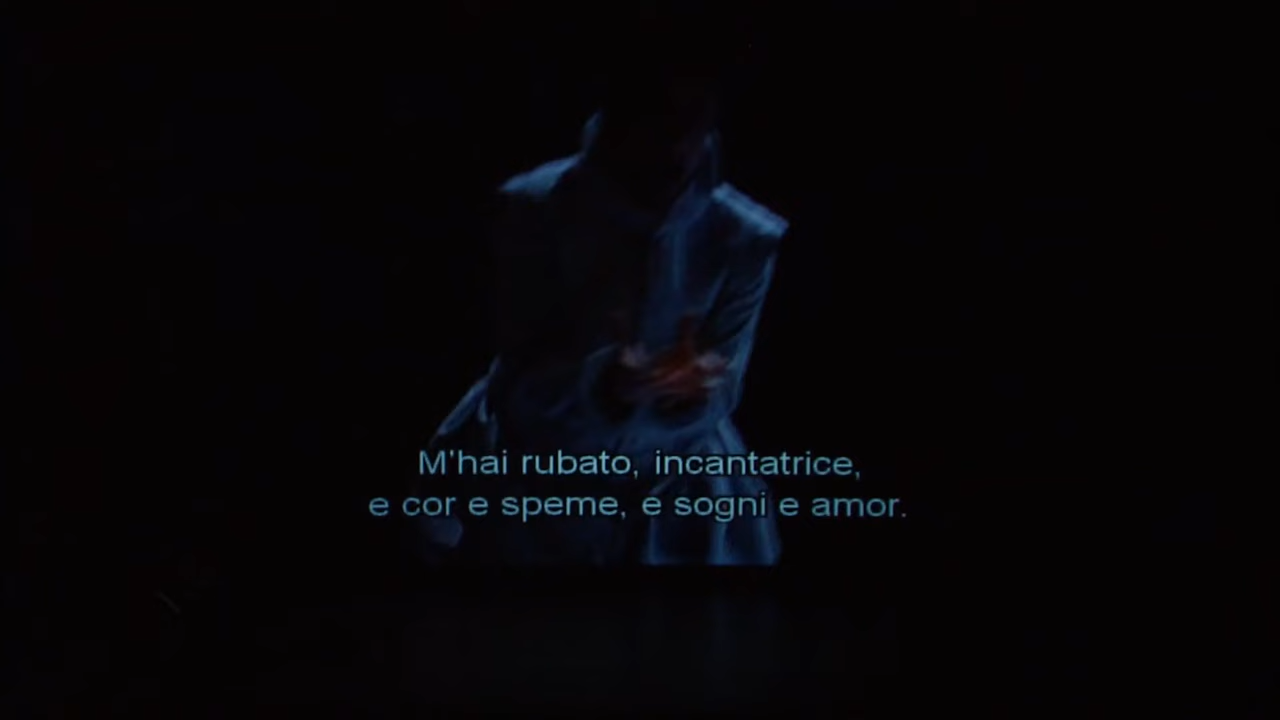 M'hai rubato, incantatrice,
e cor e speme, e sogni e amor.